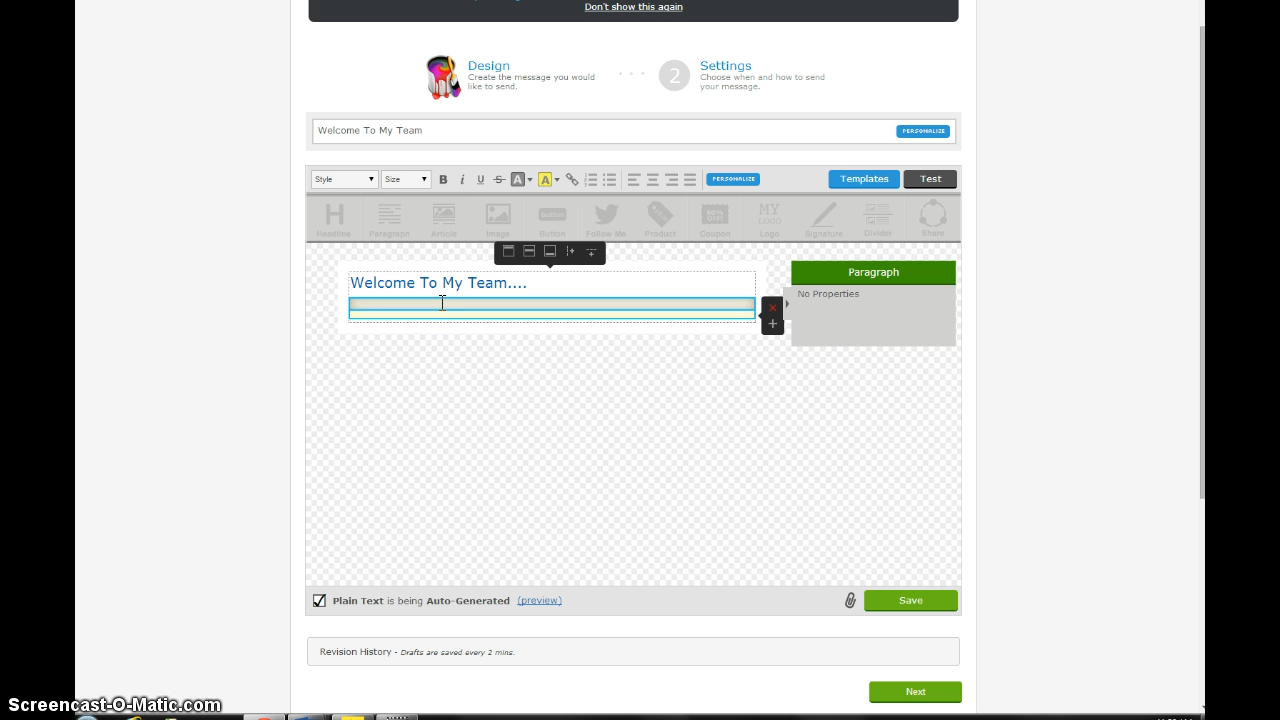 Don't show this again
Design
Create the message you would
like to send.
2
Settings
Choose when and how to send
your message.
Welcome To My Team
PERSONALIZE
Style
Size
B
i
U
S
A
A
PERSONALIZE
Templates
Test
Headline
Paragraph
Article
Image
Button
Button
Follow Me
Product
50%
OFF
Coupon
MY
LOGO
Logo
Signature
Divider
Share
Welcome To My Team....
Paragraph
No Properties
Plain Text is being Auto-Generated (preview)
Save
Revision History - Drafts are saved every 2 mins.
Next
Screencast-O-Matic.com